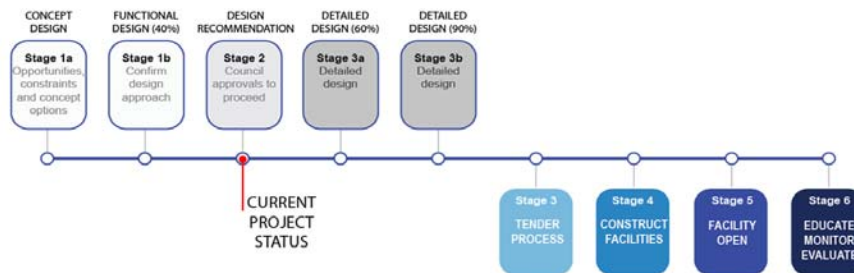 CONCEPT
DESIGN
FUNCTIONAL
DESIGN (40%)
DESIGN
RECOMMENDATION
DETAILED
DESIGN (60%)
DETAILED
DESIGN (90%)
Stage 1a
Opportunities,
constraints
and concept
options
Stage 1b
Confirm
design
approach
Stage 2
Council
approvals to
proceed
Stage 3a
Detailed
design
Stage 3b
Detailed
design
CURRENT
PROJECT
STATUS
Stage 3
TENDER
PROCESS
Stage 4
CONSTRUCT
FACILITIES
Stage 5
FACILITY
OPEN
Stage 6
EDUCATE
MONITOR
EVALUATE